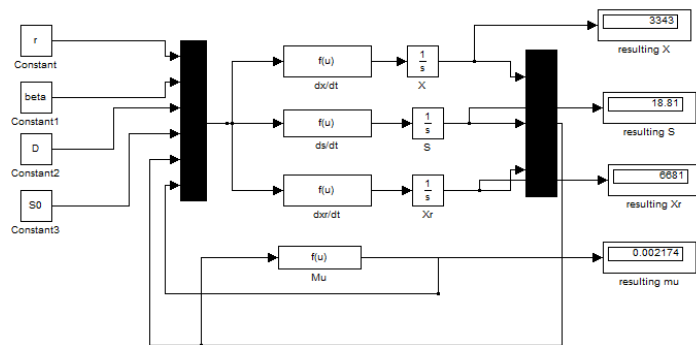 r
Constant
beta
Constant1
D
Constant2
S0
Constant3
f(u)
dx/dt
1
s
X
f(u)
ds/dt
1
s
S
f(u)
dxr/dt
1
s
Xr
f(u)
Mu
3343
resulting X
18.81
resulting S
6681
resulting Xr
0.002174
resulting mu